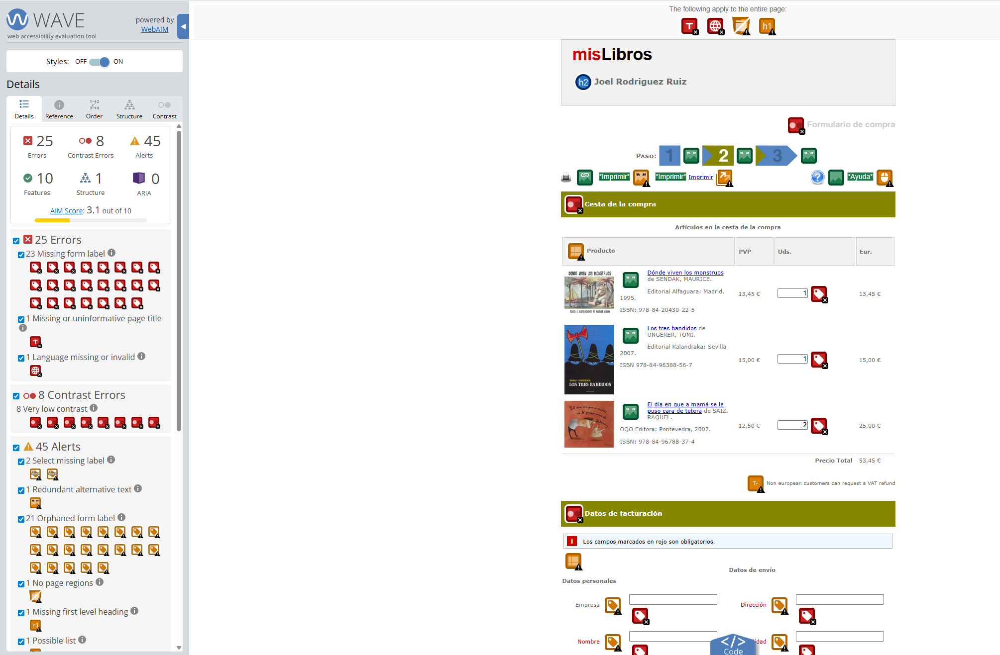 WAVE
web accessibility evaluation tool
powered by
WebAIM
Styles: OFF ON
Details
Details Reference Order Structure Contrast
25 Errors
8 Contrast Errors
45 Alerts
10 Features
1 Structure
0 ARIA
AIM Score: 3.1 out of 10
25 Errors
23 Missing form label
1 Missing or uninformative page title
1 Language missing or invalid
8 Contrast Errors
8 Very low contrast
45 Alerts
2 Select missing label
1 Redundant alternative text
21 Orphaned form label
1 No page regions
1 Missing first level heading
h1
1 Possible list
The following apply to the entire page:
T h1
misLibros
h2 Joel Rodriguez Ruiz
Formulario de compra
Paso: 1 2 3
*Imprimir* *Imprimir* Imprimir ? *Ayuda*
Cesta de la compra
Artículos en la cesta de la compra
Producto PVP Uds. Eur.
DONDE VIVEN LOS MONSTRUOS
TEXTO E ILUSTRACIONES DE MAURICE SENDAK
Dónde viven los monstruos
de SENDAK, MAURICE.
Editorial Alfaguara: Madrid,
1995.
ISBN: 978-84-20430-22-5
13,45 € 1 13,45 €
TOMI UNGERER
LOS TRES BANDIDOS
Los tres bandidos de
UNGERER, TOMI.
Editorial Kalandraka: Sevilla
2007.
ISBN 978-84-96388-56-7
15,00 € 1 15,00 €
El día en que a mamá
se le puso cara de tetera
El día en que a mamá se le
puso cara de tetera de SAIZ,
RAQUEL.
OQO Editora: Pontevedra, 2007.
ISBN: 978-84-96788-37-4
12,50 € 2 25,00 €
Precio Total 53,45 €
Tт Non european customers can request a VAT refund
Datos de facturación
i Los campos marcados en rojo son obligatorios.
Datos de envío
Datos personales
Empresa Dirección
Nombre idad
</> Code